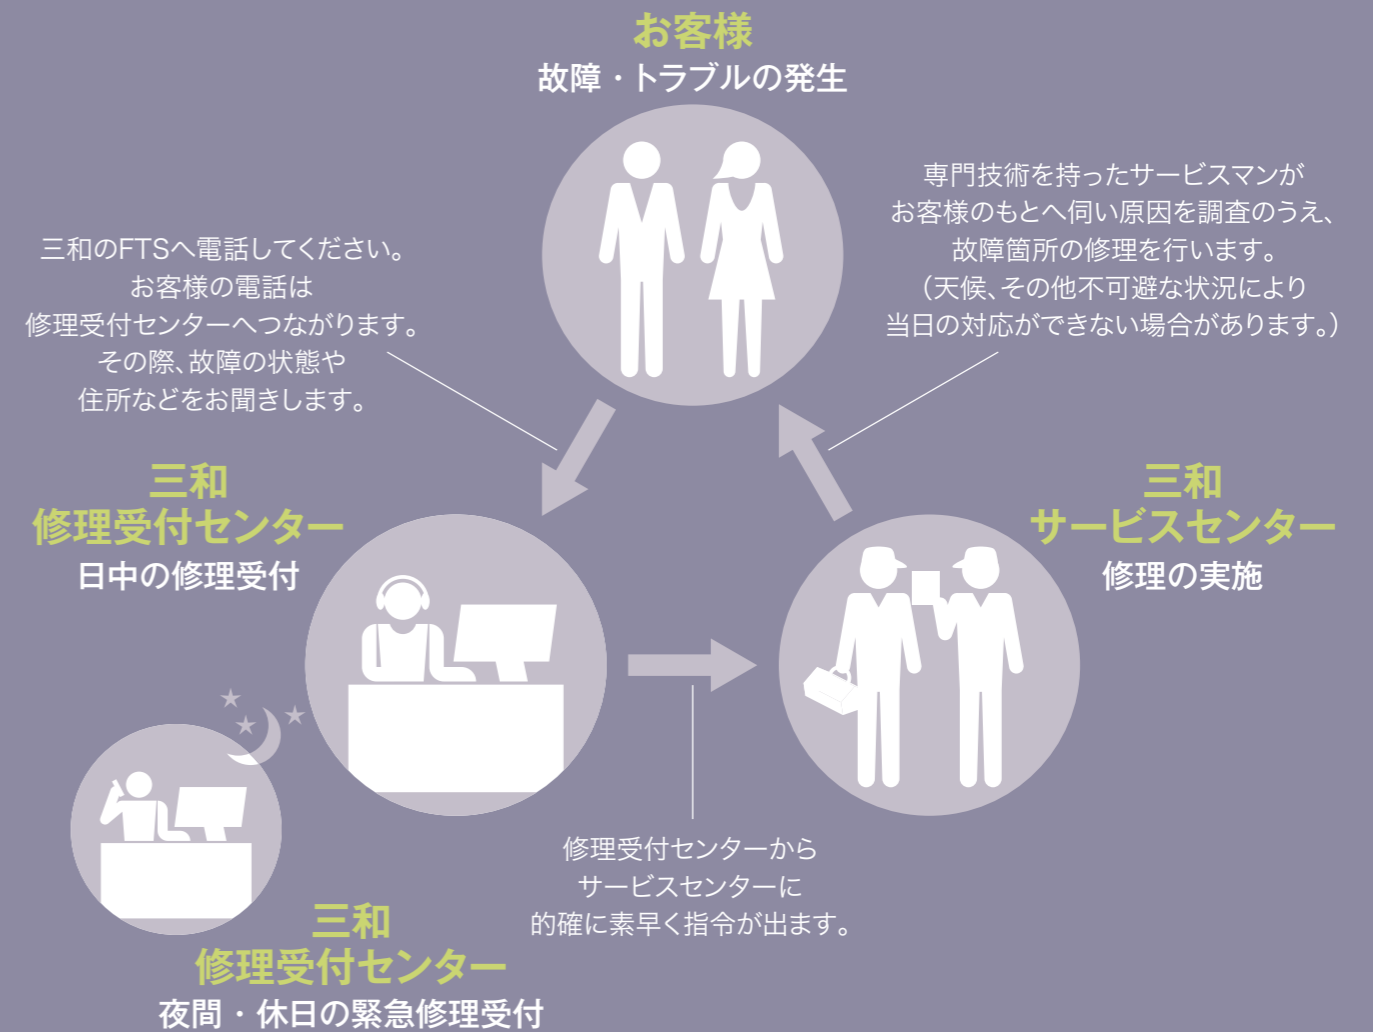 お客様
故障・トラブルの発生
三和のFTSへ電話してください。
お客様の電話は
修理受付センターへつながります。
その際、故障の状態や
住所などをお聞きします。
専門技術を持ったサービスマンが
お客様のもとへ伺い原因を調査のうえ、
故障箇所の修理を行います。
（天候、その他不可避な状況により
当日の対応ができない場合があります。）
三和
修理受付センター
日中の修理受付
三和
サービスセンター
修理の実施
修理受付センターから
サービスセンターに
的確に素早く指令が出ます。
三和
修理受付センター
夜間・休日の緊急修理受付